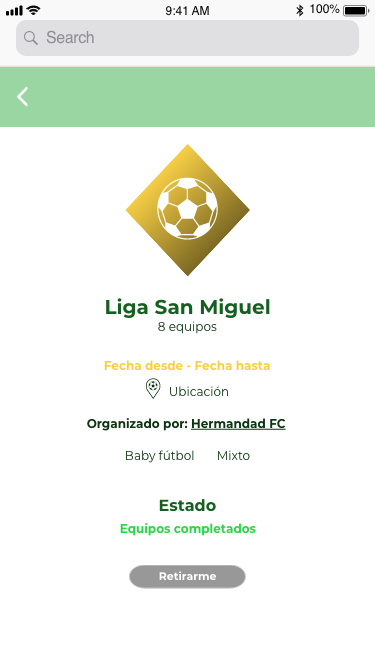 9:41 AM 100%
Search
Liga San Miguel
8 equipos
Fecha desde - Fecha hasta
Ubicación
Organizado por: Hermandad FC
Baby fútbol Mixto
Estado
Equipos completados
Retirarme